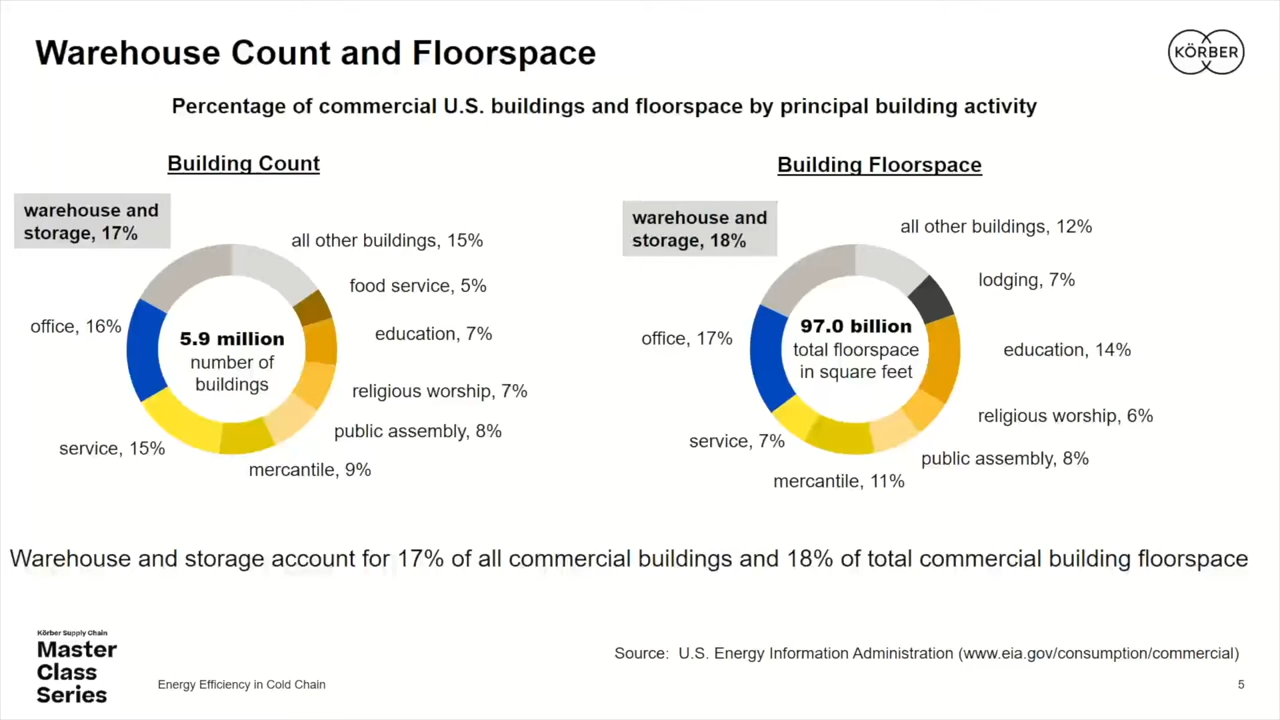 Warehouse Count and Floorspace
KÖRBER
Percentage of commercial U.S. buildings and floorspace by principal building activity
Building Count
warehouse and
storage, 17%
all other buildings, 15%
food service, 5%
office, 16%
education, 7%
5.9 million
number of
buildings
religious worship, 7%
public assembly, 8%
service, 15%
mercantile, 9%
Building Floorspace
warehouse and
storage, 18%
all other buildings, 12%
lodging, 7%
office, 17%
97.0 billion
total floorspace
in square feet
education, 14%
religious worship, 6%
service, 7%
public assembly, 8%
mercantile, 11%
Warehouse and storage account for 17% of all commercial buildings and 18% of total commercial building floorspace
Körber Supply Chain
Master
Class
Series
Source: U.S. Energy Information Administration (www.eia.gov/consumption/commercial)
Energy Efficiency in Cold Chain
5